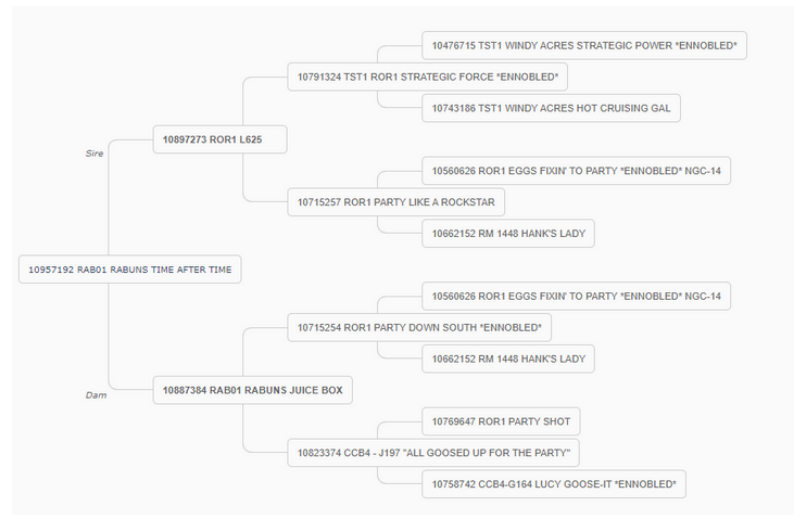 10476715 TST1 WINDY ACRES STRATEGIC POWER *ENNOBLED*
10791324 TST1 ROR1 STRATEGIC FORCE *ENNOBLED*
10743186 TST1 WINDY ACRES HOT CRUISING GAL
10897273 ROR1 L625
Sire
10560626 ROR1 EGGS FIXIN' TO PARTY *ENNOBLED* NGC-14
10715257 ROR1 PARTY LIKE A ROCKSTAR
10662152 RM 1448 HANK'S LADY
10957192 RAB01 RABUNS TIME AFTER TIME
10560626 ROR1 EGGS FIXIN' TO PARTY *ENNOBLED* NGC-14
10715254 ROR1 PARTY DOWN SOUTH *ENNOBLED*
10662152 RM 1448 HANK'S LADY
10887384 RAB01 RABUNS JUICE BOX
Dam
10769647 ROR1 PARTY SHOT
10823374 CCB4 - J197 "ALL GOOSED UP FOR THE PARTY"
10758742 CCB4-G164 LUCY GOOSE-IT *ENNOBLED*